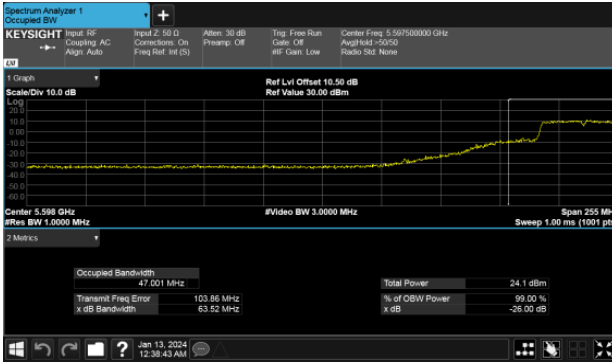 Spectrum Analyzer 1
Occupied BW
KEYSIGHT
Input: RF
Coupling: AC
Align: Auto
Input Z: 50 Ω
Corrections: On
Freq Ref: Int (S)
Atten: 30 dB
Preamp: Off
Trig: Free Run
Gate: Off
#IF Gain: Low
Center Freq: 5.597500000 GHz
Avg|Hold:>50/50
Radio Std: None
LXI
1 Graph
Scale/Div 10.0 dB
Ref Lvl Offset 10.50 dB
Ref Value 30.00 dBm
Log
20.0
10.0
0.00
-10.0
-20.0
-30.0
-40.0
-50.0
-60.0
Center 5.598 GHz
#Res BW 1.0000 MHz
#Video BW 3.0000 MHz
Span 255 MH
Sweep 1.00 ms (1001 pts
2 Metrics
Occupied Bandwidth
47.001 MHz
Transmit Freq Error 103.86 MHz
x dB Bandwidth 63.52 MHz
Total Power 24.1 dBm
% of OBW Power 99.00 %
x dB -26.00 dB
?
Jan 13, 2024
12:38:43 AM